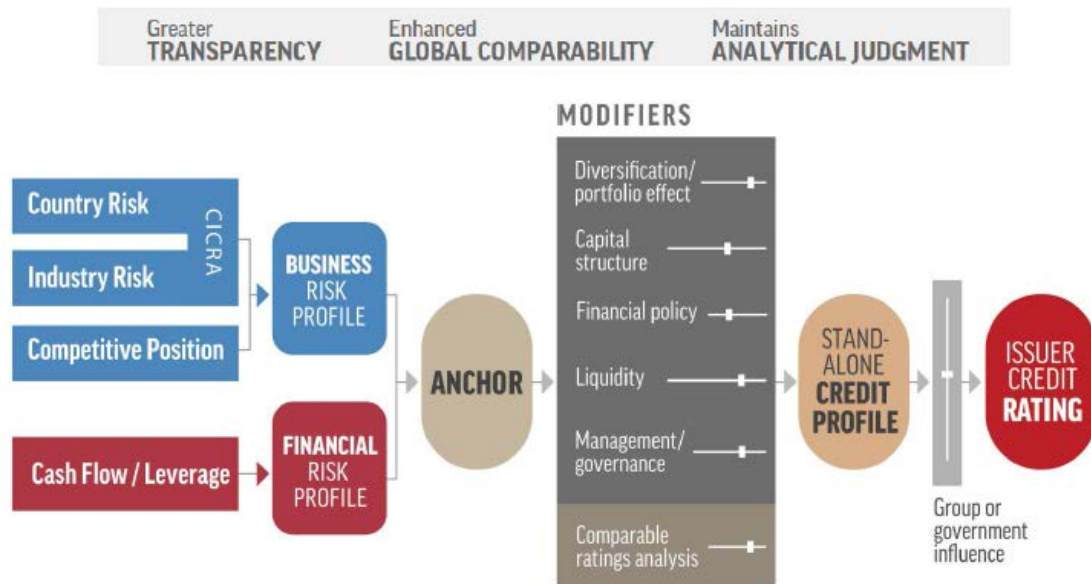 Greater
TRANSPARENCY
Enhanced
GLOBAL COMPARABILITY
Maintains
ANALYTICAL JUDGMENT
Country Risk
Industry Risk
CICRA
Competitive Position
Cash Flow / Leverage
BUSINESS
RISK
PROFILE
FINANCIAL
RISK
PROFILE
ANCHOR
MODIFIERS
Diversification/
portfolio effect
Capital
structure
Financial policy
Liquidity
Management/
governance
Comparable
ratings analysis
STAND-
ALONE
CREDIT
PROFILE
Group or
government
influence
ISSUER
CREDIT
RATING